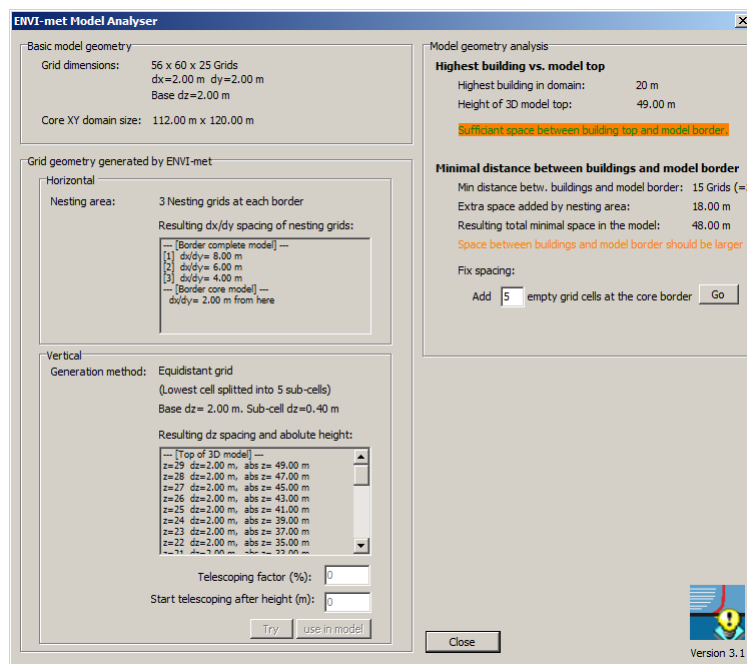 ENVI-met Model Analyser
Basic model geometry
Grid dimensions: 56 x 60 x 25 Grids
dx=2.00 m dy=2.00 m
Base dz=2.00 m
Core XY domain size: 112.00 m x 120.00 m
Grid geometry generated by ENVI-met
Horizontal
Nesting area: 3 Nesting grids at each border
Resulting dx/dy spacing of nesting grids:
--- [Border complete model] ---
[1] dx/dy= 8.00 m
[2] dx/dy= 6.00 m
[3] dx/dy= 4.00 m
--- [Border core model] ---
dx/dy= 2.00 m from here
Vertical
Generation method: Equidistant grid
(Lowest cell splitted into 5 sub-cells)
Base dz= 2.00 m. Sub-cell dz=0.40 m
Resulting dz spacing and abolute height:
--- [Top of 3D model] ---
z=29 dz=2.00 m, abs z= 49.00 m
z=28 dz=2.00 m, abs z= 47.00 m
z=27 dz=2.00 m, abs z= 45.00 m
z=26 dz=2.00 m, abs z= 43.00 m
z=25 dz=2.00 m, abs z= 41.00 m
z=24 dz=2.00 m, abs z= 39.00 m
z=23 dz=2.00 m, abs z= 37.00 m
z=22 dz=2.00 m, abs z= 35.00 m
z=21 dz=2.00 m, abs z= 33.00 m
Telescoping factor (%): 0
Start telescoping after height (m): 0
Try use in model
Model geometry analysis
Highest building vs. model top
Highest building in domain: 20 m
Height of 3D model top: 49.00 m
Sufficiant space between building top and model border.
Minimal distance between buildings and model border
Min distance betw. buildings and model border: 15 Grids (=
Extra space added by nesting area: 18.00 m
Resulting total minimal space in the model: 48.00 m
Space between buildings and model border should be larger
Fix spacing:
Add 5 empty grid cells at the core border Go
Close
Version 3.1